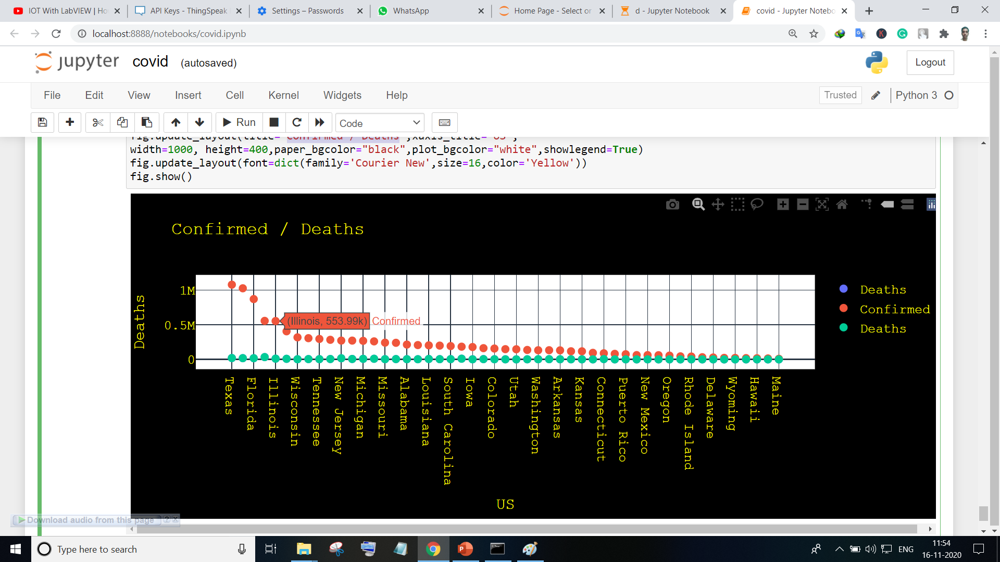 IOT With LabVIEW | Ho
API Keys - ThingSpeak
Settings – Passwords
WhatsApp
Home Page - Select or
d - Jupyter Notebook
covid - Jupyter Notebo
localhost:8888/notebooks/covid.ipynb
jupyter covid (autosaved)
Logout
File Edit View Insert Cell Kernel Widgets Help
Trusted
Python 3
Run
Code
fig.update_layout(title="Confirmed / Deaths",xaxis_title="US",
width=1000, height=400,paper_bgcolor="black",plot_bgcolor="white",showlegend=True)
fig.update_layout(font=dict(family='Courier New',size=16,color='Yellow'))
fig.show()
Confirmed / Deaths
Deaths
1M
0.5M
0
(Illinois, 553.99k) Confirmed
Deaths
Confirmed
Deaths
Texas
Florida
Illinois
Wisconsin
Tennessee
New Jersey
Michigan
Missouri
Alabama
Louisiana
South Carolina
Iowa
Colorado
Utah
Washington
Arkansas
Kansas
Connecticut
Puerto Rico
New Mexico
Oregon
Rhode Island
Delaware
Wyoming
Hawaii
Maine
US
Download audio from this page ? x
Type here to search
ENG
11:54
16-11-2020